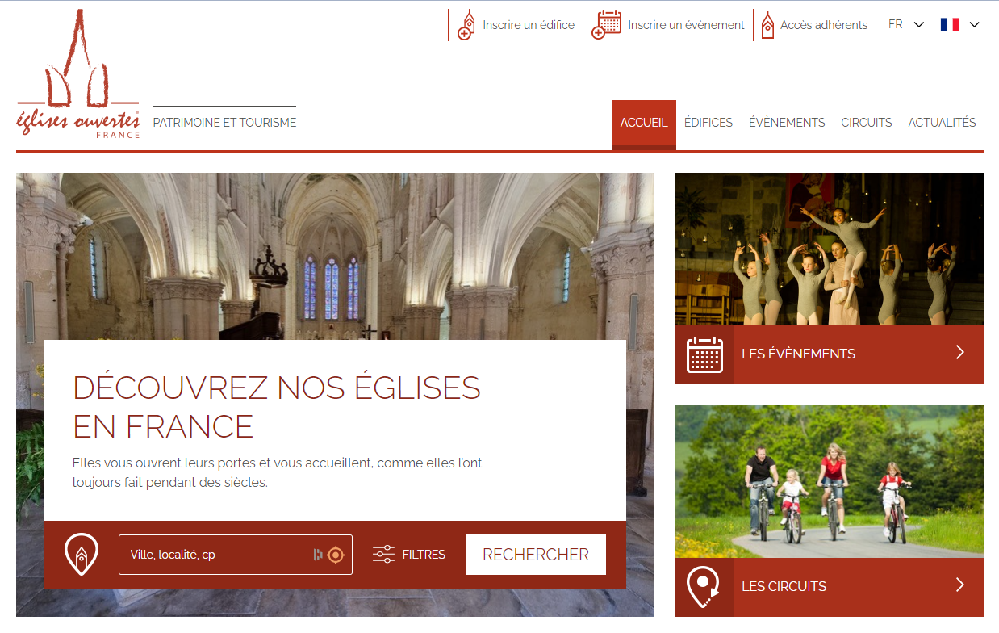 Inscrire un édifice
Inscrire un évènement
Accès adhérents
FR
églises ouvertes®
FRANCE
PATRIMOINE ET TOURISME
ACCUEIL
ÉDIFICES
ÉVÈNEMENTS
CIRCUITS
ACTUALITÉS
DÉCOUVREZ NOS ÉGLISES
EN FRANCE
Elles vous ouvrent leurs portes et vous accueillent, comme elles l'ont
toujours fait pendant des siècles.
Ville, localité, cp
FILTRES
RECHERCHER
LES ÉVÈNEMENTS
LES CIRCUITS